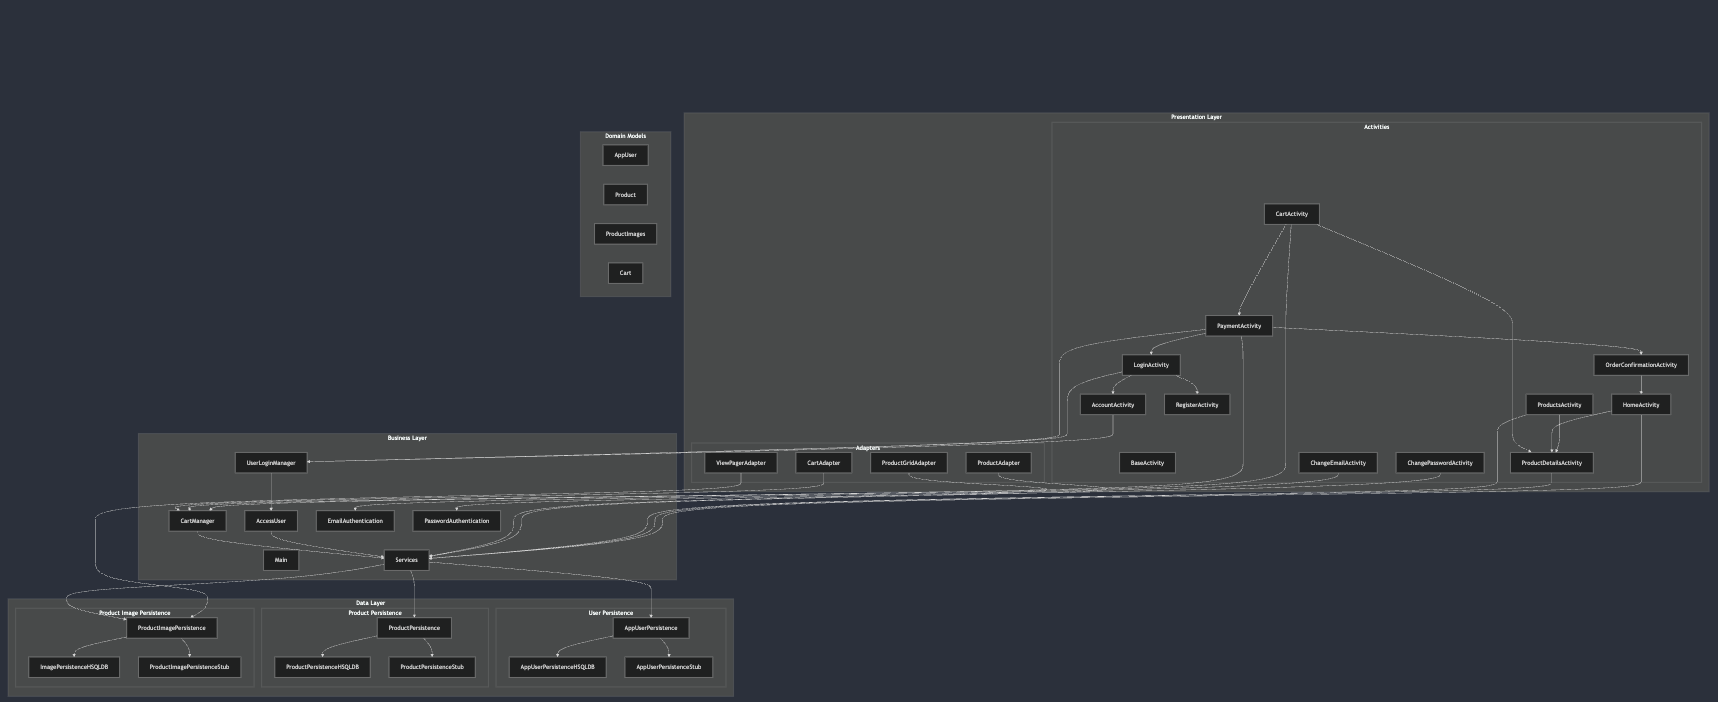 Presentation Layer
Activities
Domain Models
AppUser
Product
ProductImages
Cart
CartActivity
PaymentActivity
LoginActivity
OrderConfirmationActivity
AccountActivity
RegisterActivity
ProductsActivity
HomeActivity
Adapters
ViewPagerAdapter
CartAdapter
ProductGridAdapter
ProductAdapter
BaseActivity
ChangeEmailActivity
ChangePasswordActivity
ProductDetailsActivity
Business Layer
UserLoginManager
CartManager
AccessUser
EmailAuthentication
PasswordAuthentication
Main
Services
Data Layer
Product Image Persistence
Product Persistence
User Persistence
ProductImagePersistence
ProductPersistence
AppUserPersistence
ImagePersistenceHSQLDB
ProductImagePersistenceStub
ProductPersistenceHSQLDB
ProductPersistenceStub
AppUserPersistenceHSQLDB
AppUserPersistenceStub